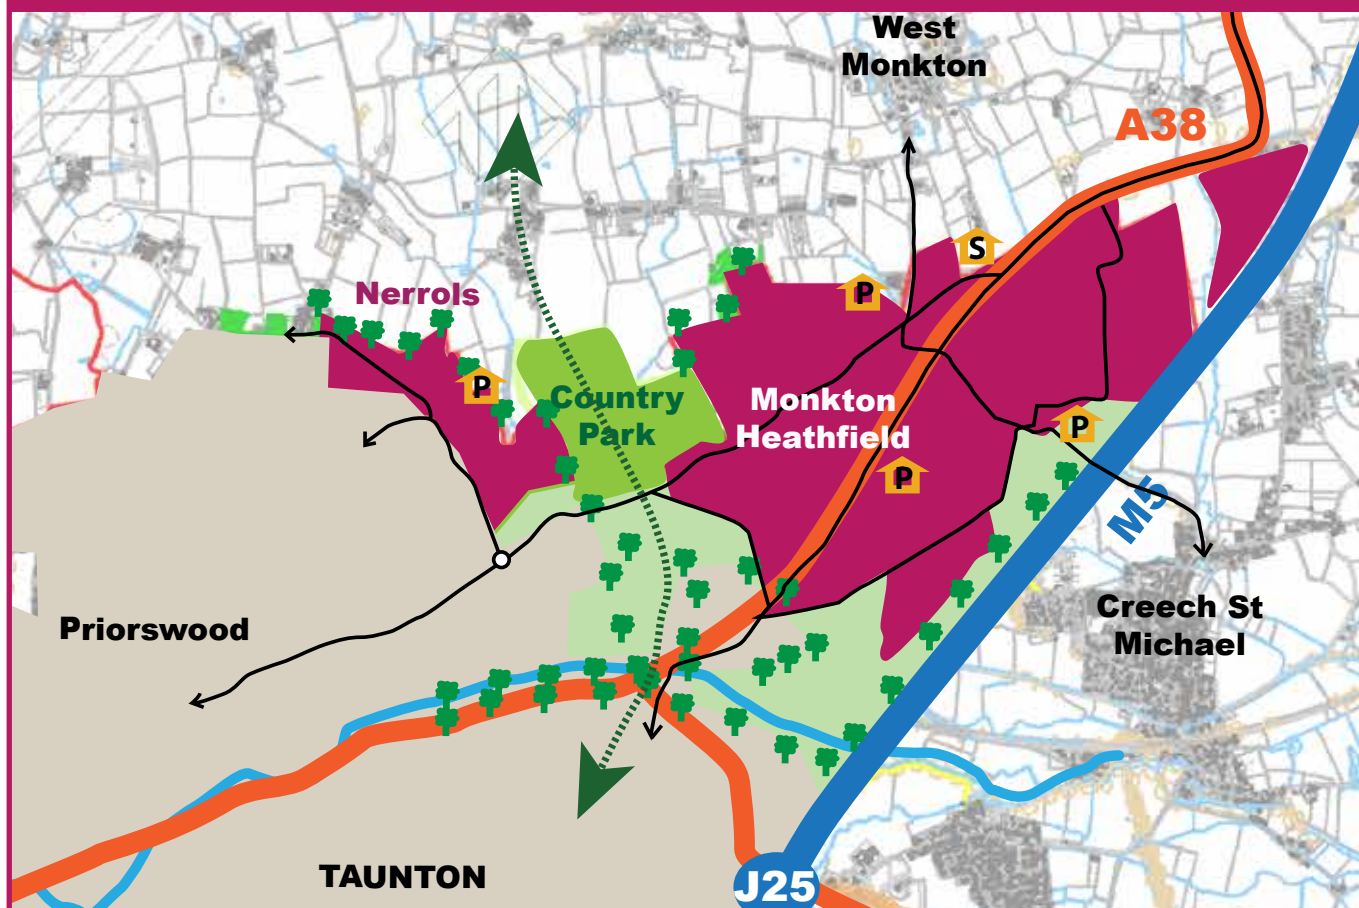 West
Monkton
A38
S
Nerrols
P
P
Country
Park
Monkton
Heathfield
P
P
M5
Creech St
Michael
Priorswood
TAUNTON
J25